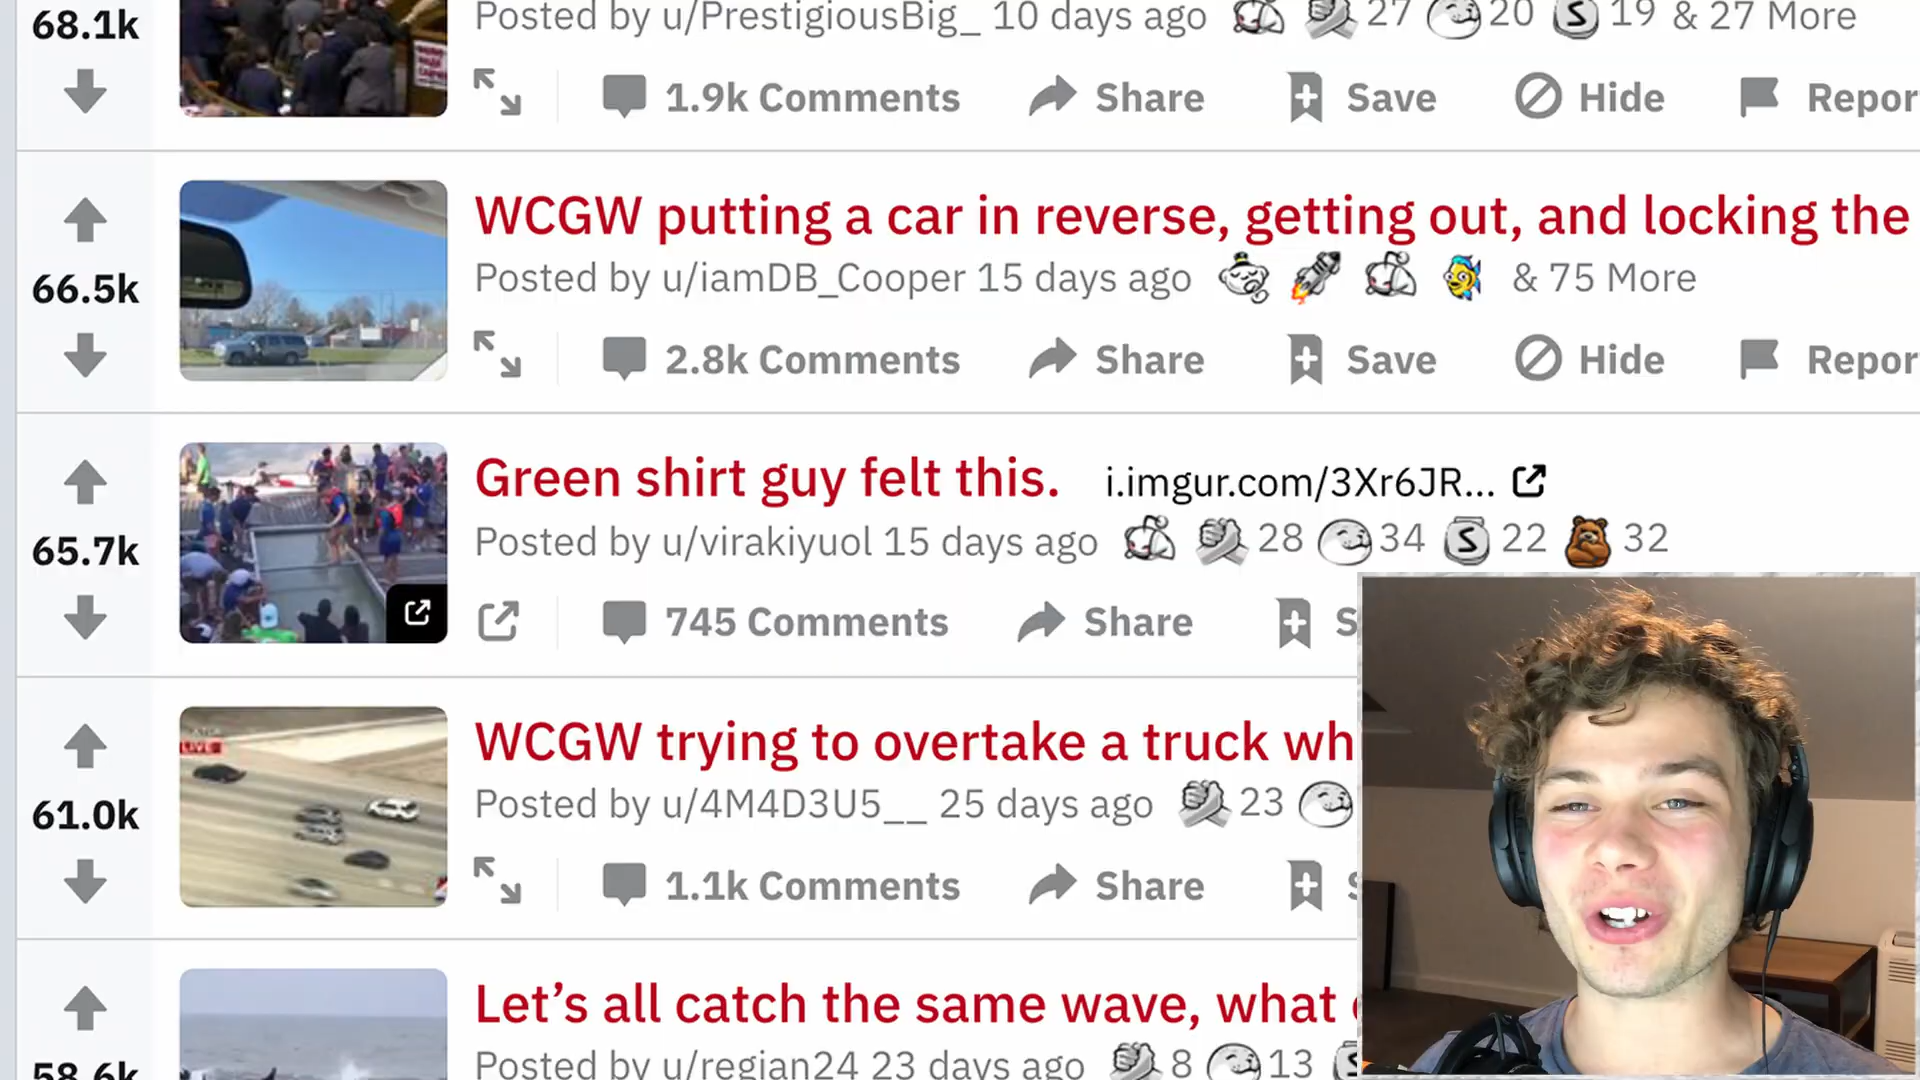 68.1k
Posted by u/PrestigiousBig_ 10 days ago 27 20 19 & 27 More
1.9k Comments Share Save Hide Repor
WCGW putting a car in reverse, getting out, and locking the
66.5k
Posted by u/iamDB_Cooper 15 days ago & 75 More
2.8k Comments Share Save Hide Repor
Green shirt guy felt this. i.imgur.com/3Xr6JR...
65.7k
Posted by u/virakiyuol 15 days ago 28 34 S 22 32
745 Comments Share S
LIVE
WCGW trying to overtake a truck wh
61.0k
Posted by u/4M4D3U5__ 25 days ago 23
1.1k Comments Share S
Let’s all catch the same wave, what
58.6k
Posted by u/regian24 23 days ago 8 13